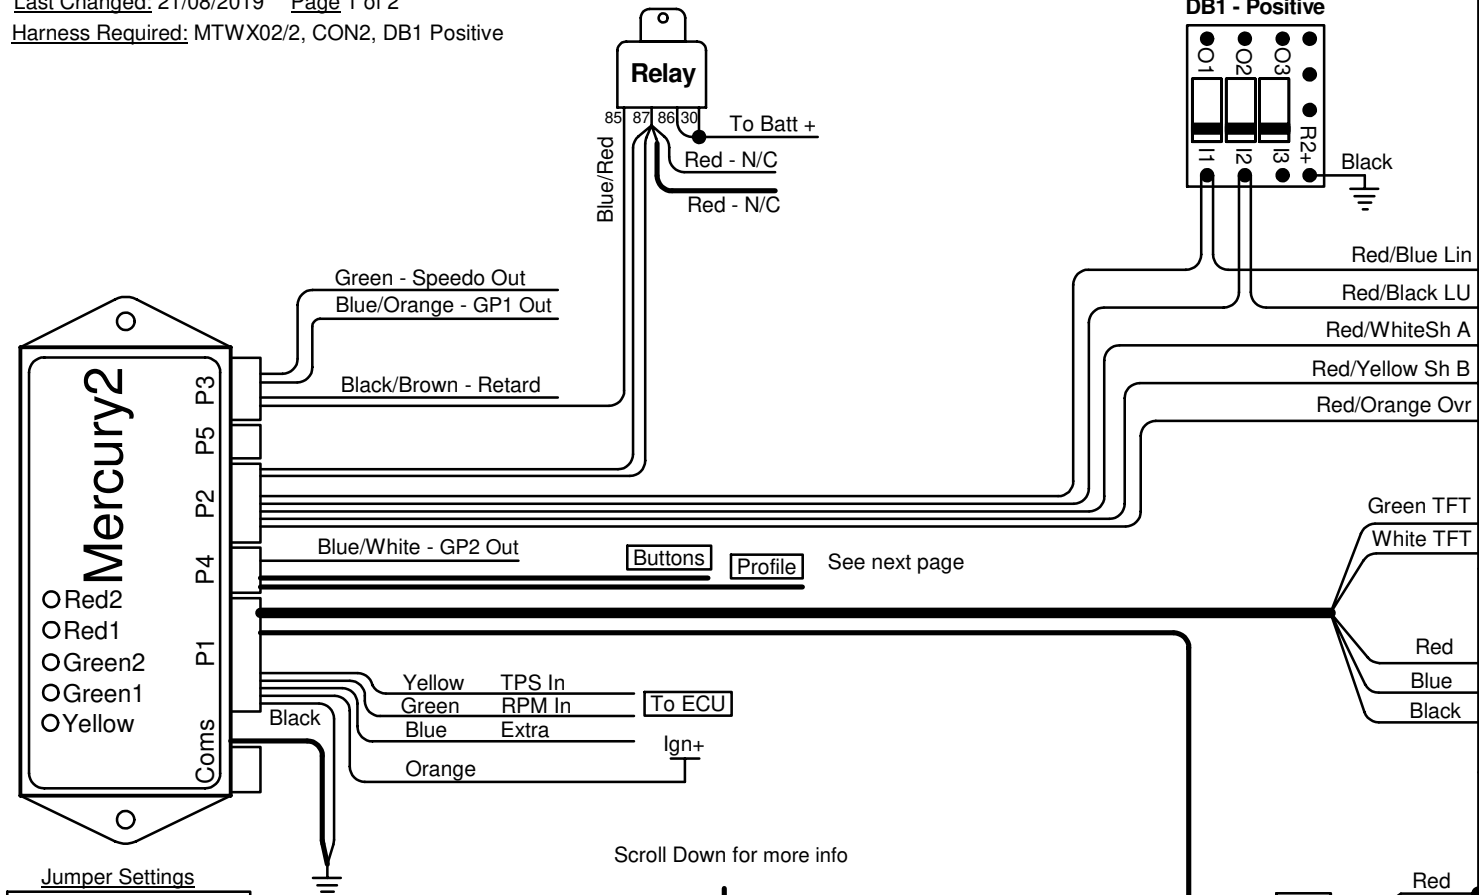 Last Changed: 21/08/2019 Page 1 of 2
Harness Required: MTWX02/2, CON2, DB1 Positive
DB1 - Positive
Relay
85 87 86 30
To Batt +
Red - N/C
Red - N/C
Blue/Red
O1 O2 O3
I1 I2 I3 R2+
Black
Red/Blue Lin
Red/Black LU
Red/WhiteSh A
Red/Yellow Sh B
Red/Orange Ovr
Green - Speedo Out
Blue/Orange - GP1 Out
Black/Brown - Retard
Mercury2
P3
P5
P2
P4
P1
Coms
Red2
Red1
Green2
Green1
Yellow
Blue/White - GP2 Out
Buttons
Profile
See next page
Green TFT
White TFT
Red
Blue
Black
Yellow TPS In
Green RPM In
Blue Extra
To ECU
Black
Ign+
Orange
Scroll Down for more info
Jumper Settings
Red